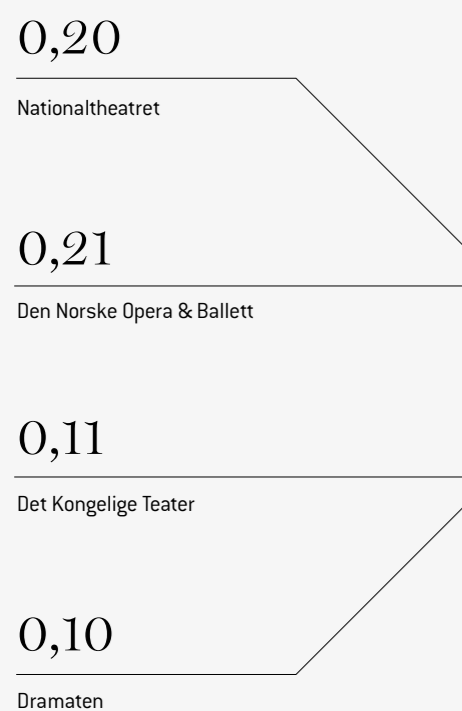 0,20
Nationaltheatret
0,21
Den Norske Opera & Ballett
0,11
Det Kongelige Teater
0,10
Dramaten